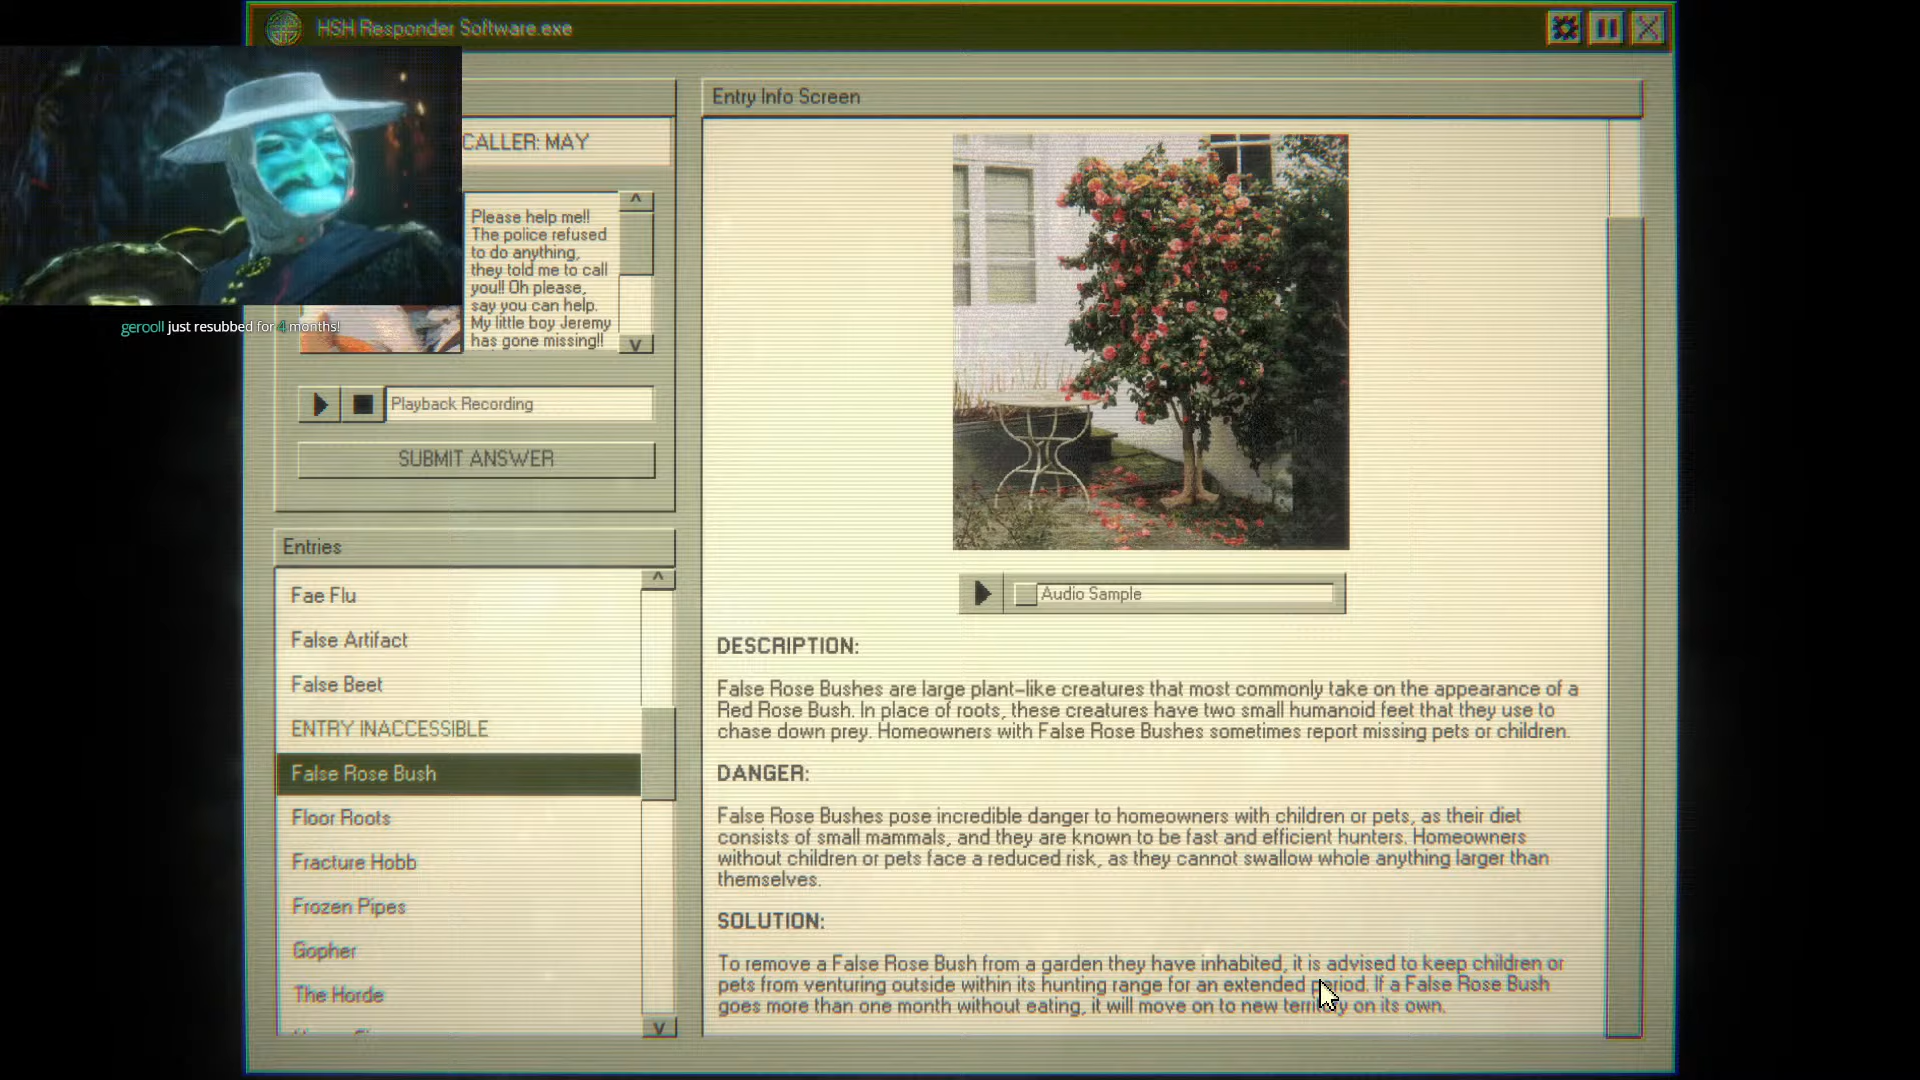 HSH Responder Software.exe
Entry Info Screen
CALLER: MAY
Please help me!!
The police refused
to do anything,
they told me to call
you!! Oh please,
say you can help.
My little boy Jeremy
has gone missing!!
gerooll just resubbed for 4 months!
Playback Recording
SUBMIT ANSWER
Entries
Fae Flu
False Artifact
False Beet
ENTRY INACCESSIBLE
False Rose Bush
Floor Roots
Fracture Hobb
Frozen Pipes
Gopher
The Horde
Audio Sample
DESCRIPTION:
False Rose Bushes are large plant-like creatures that most commonly take on the appearance of a
Red Rose Bush. In place of roots, these creatures have two small humanoid feet that they use to
chase down prey. Homeowners with False Rose Bushes sometimes report missing pets or children.
DANGER:
False Rose Bushes pose incredible danger to homeowners with children or pets, as their diet
consists of small mammals, and they are known to be fast and efficient hunters. Homeowners
without children or pets face a reduced risk, as they cannot swallow whole anything larger than
themselves.
SOLUTION:
To remove a False Rose Bush from a garden they have inhabited, it is advised to keep children or
pets from venturing outside within its hunting range for an extended period. If a False Rose Bush
goes more than one month without eating, it will move on to new territory on its own.